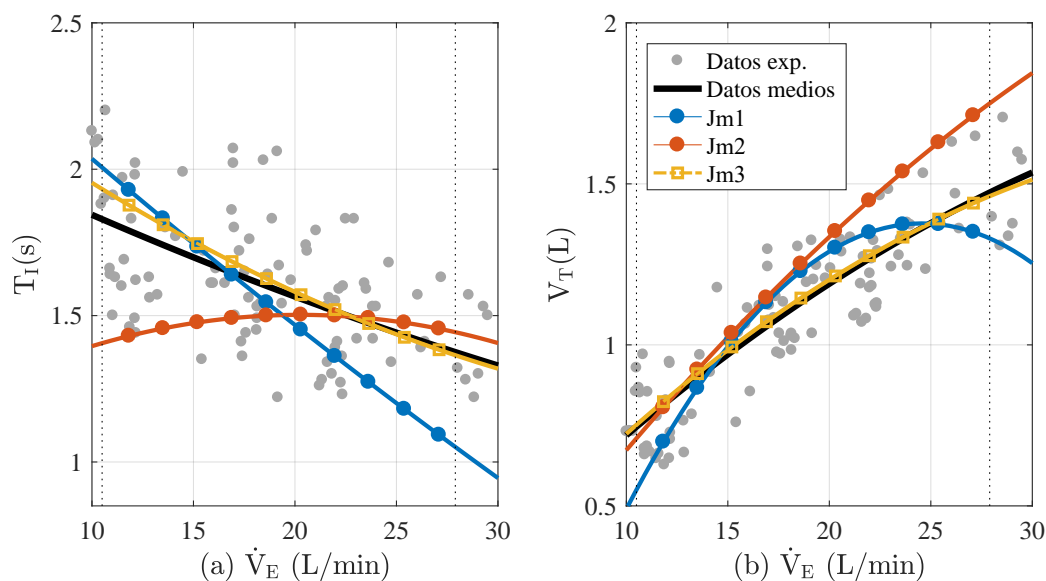 2.5
2
1.5
1
10
15
20
25
30
T_I(s)
(a) V̇_E (L/min)
2
1.5
1
0.5
10
15
20
25
30
V_T(L)
(b) V̇_E (L/min)
Datos exp.
Datos medios
Jm1
Jm2
Jm3